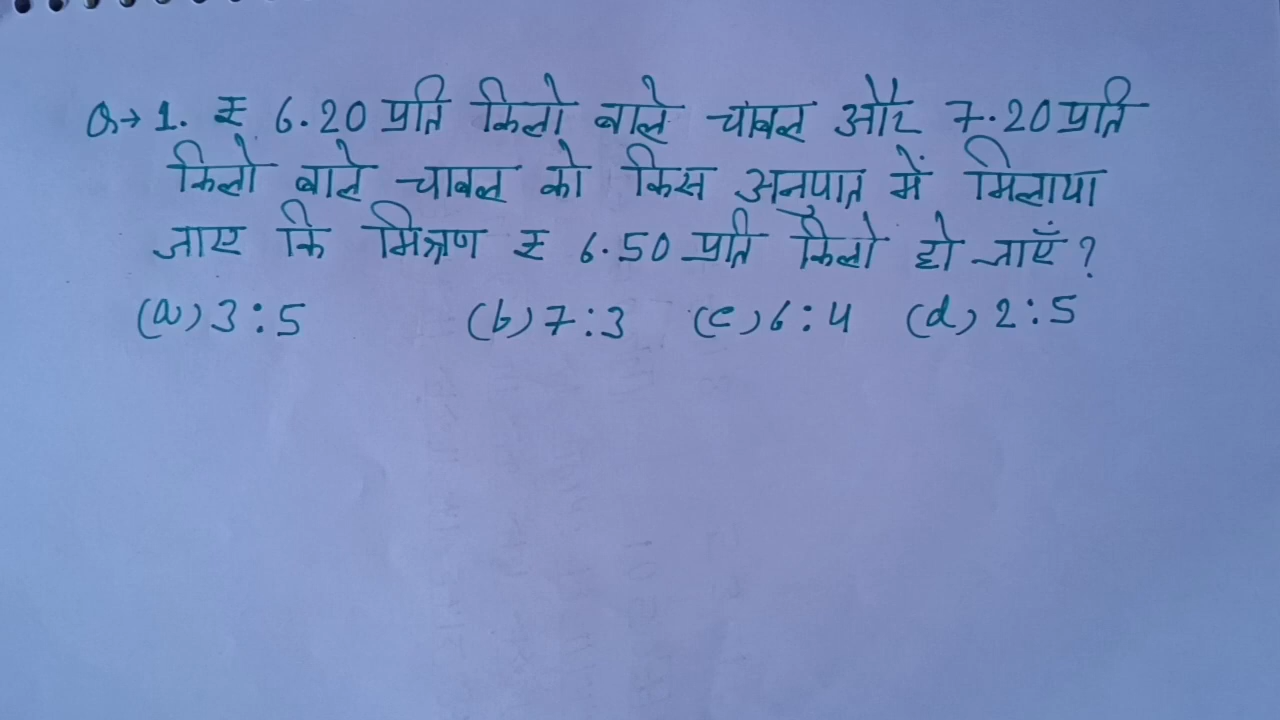 Q→1. ₹ 6.20 प्रति किलो वाले चावल और 7.20 प्रति
किलो वाले चावल को किस अनुपात में मिलाया
जाए कि मिश्रण ₹ 6.50 प्रति किलो हो जाएँ ?
(a) 3:5 (b) 7:3 (c) 6:4 (d) 2:5